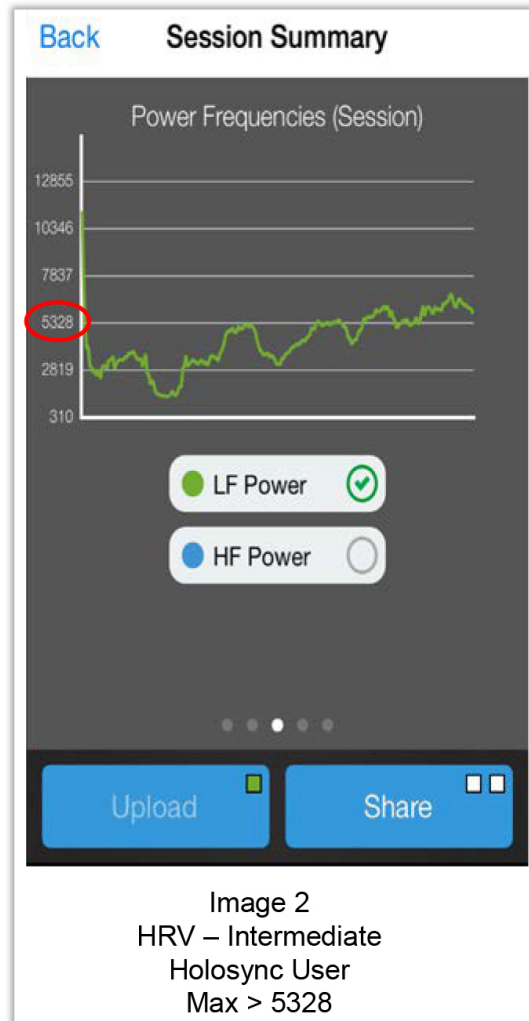 Back Session Summary
Power Frequencies (Session)
12855
10346
7837
5328
2819
310
LF Power
HF Power
Upload Share
Image 2
HRV – Intermediate
Holosync User
Max > 5328